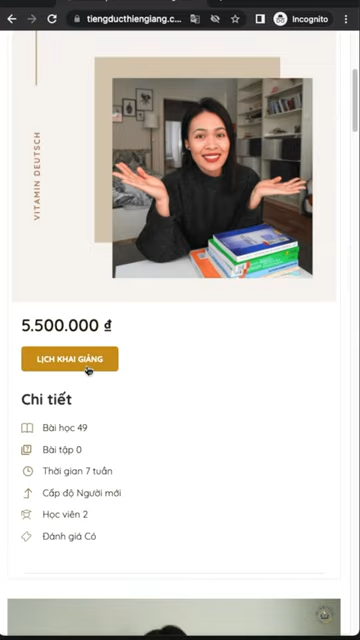 tiengducthiengiang.c...
Incognito
VITAMIN DEUTSCH
5.500.000 ₫
LỊCH KHAI GIẢNG
Chi tiết
Bài học 49
Bài tập 0
Thời gian 7 tuần
Cấp độ Người mới
Học viên 2
Đánh giá Có